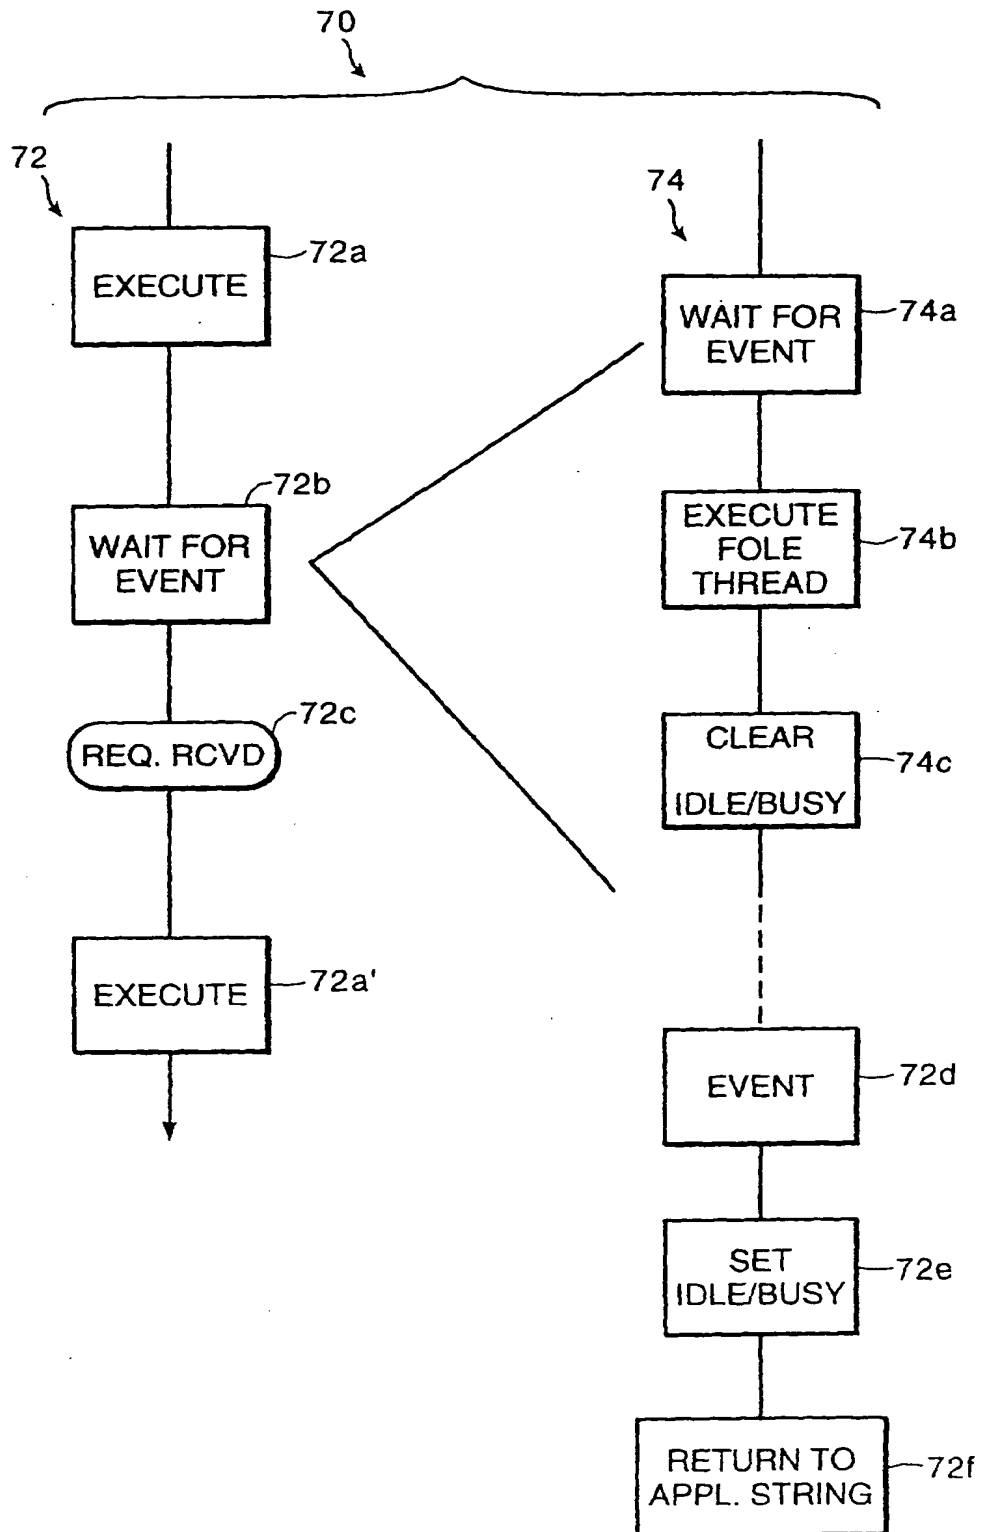 70
72
EXECUTE
72a
WAIT FOR
EVENT
72b
REQ. RCVD
72c
EXECUTE
72a'
74
WAIT FOR
EVENT
74a
EXECUTE
FOLE
THREAD
74b
CLEAR
IDLE/BUSY
74c
EVENT
72d
SET
IDLE/BUSY
72e
RETURN TO
APPL. STRING
72f